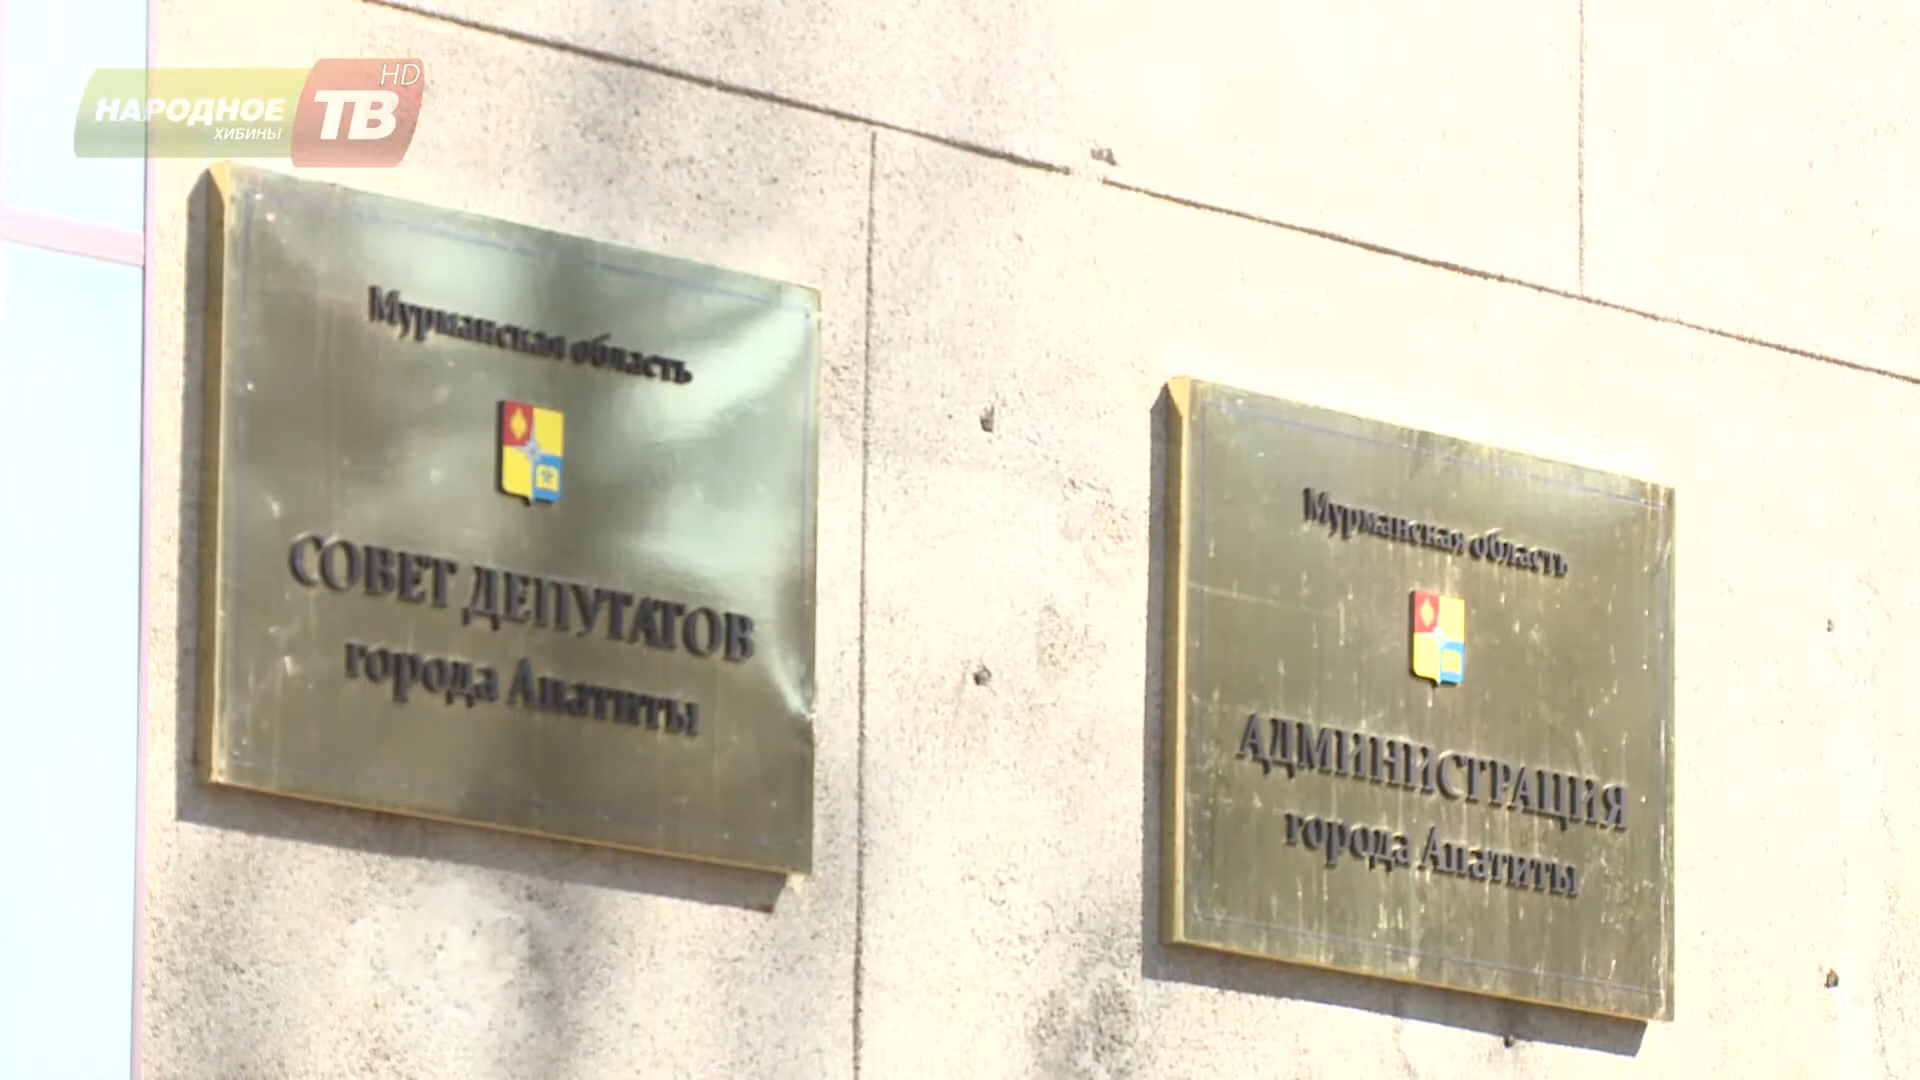 НАРОДНОЕ
ХИБИНЫ
ТВ
HD
Мурманская область
СОВЕТ ДЕПУТАТОВ
города Апатиты
Мурманская область
АДМИНИСТРАЦИЯ
города Апатиты